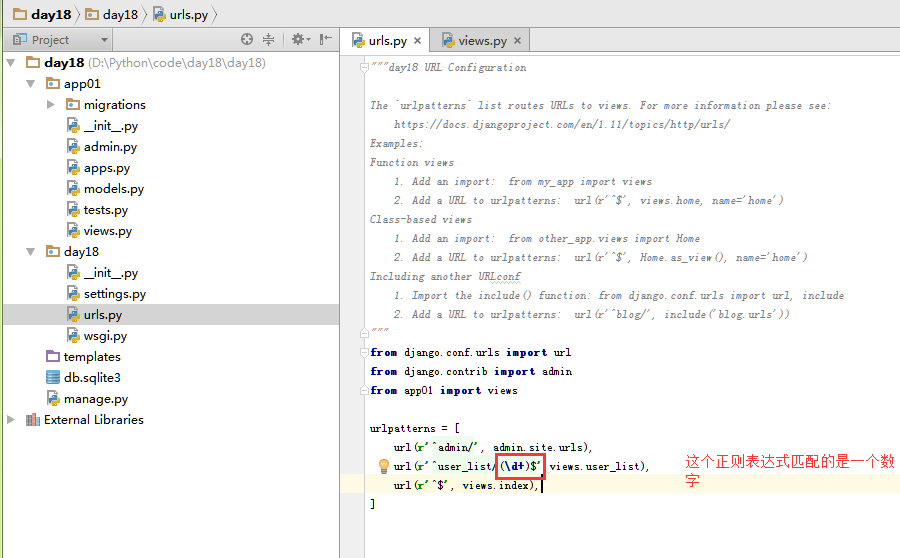 day18 day18 urls.py
Project
urls.py × views.py ×
day18 (D:\Python\code\day18\day18)
app01
migrations
__init__.py
admin.py
apps.py
models.py
tests.py
views.py
day18
__init__.py
settings.py
urls.py
wsgi.py
templates
db.sqlite3
manage.py
External Libraries
"""day18 URL Configuration
The `urlpatterns` list routes URLs to views. For more information please see:
https://docs.djangoproject.com/en/1.11/topics/http/urls/
Examples:
Function views
1. Add an import:  from my_app import views
2. Add a URL to urlpatterns:  url(r'^$', views.home, name='home')
Class-based views
1. Add an import:  from other_app.views import Home
2. Add a URL to urlpatterns:  url(r'^$', Home.as_view(), name='home')
Including another URLconf
1. Import the include() function: from django.conf.urls import url, include
2. Add a URL to urlpatterns:  url(r'^blog/', include('blog.urls'))
"""
from django.conf.urls import url
from django.contrib import admin
from app01 import views
urlpatterns = [
url(r'^admin/', admin.site.urls),
url(r'^user_list/(\d+)$', views.user_list),
url(r'^$', views.index),
]
这个正则表达式匹配的是一个数
字